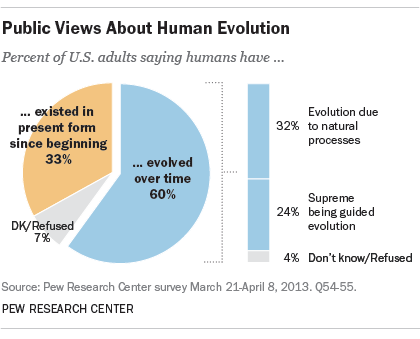 Public Views About Human Evolution
Percent of U.S. adults saying humans have ...
... existed in
present form
since beginning
33%
DK/Refused
7%
... evolved
over time
60%
32%
Evolution due
to natural
processes
24%
Supreme
being guided
evolution
4% Don't know/Refused
Source: Pew Research Center survey March 21-April 8, 2013. Q54-55.
PEW RESEARCH CENTER